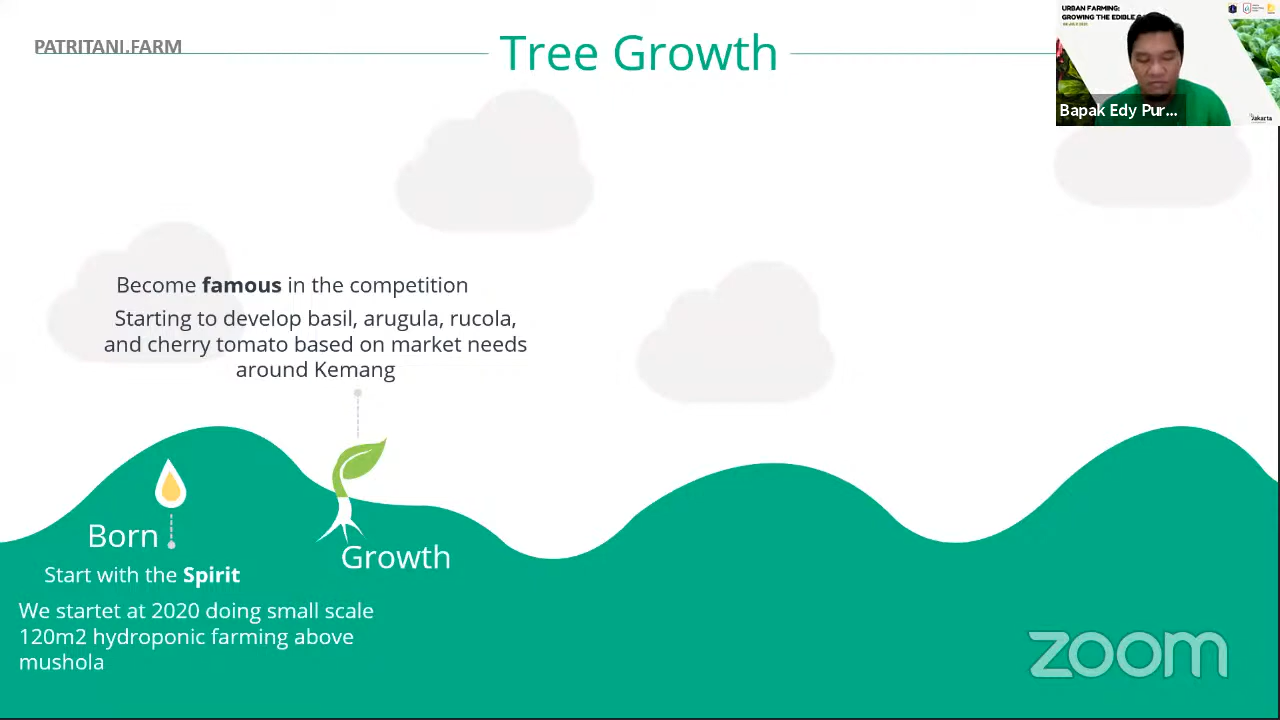 PATRITANI.FARM
Tree Growth
URBAN FARMING:
GROWING THE EDIBLE
Bapak Edy Pur...
Jakarta
Become famous in the competition
Starting to develop basil, arugula, rucola,
and cherry tomato based on market needs
around Kemang
Born
Growth
Start with the Spirit
We startet at 2020 doing small scale
120m2 hydroponic farming above
mushola
zoom